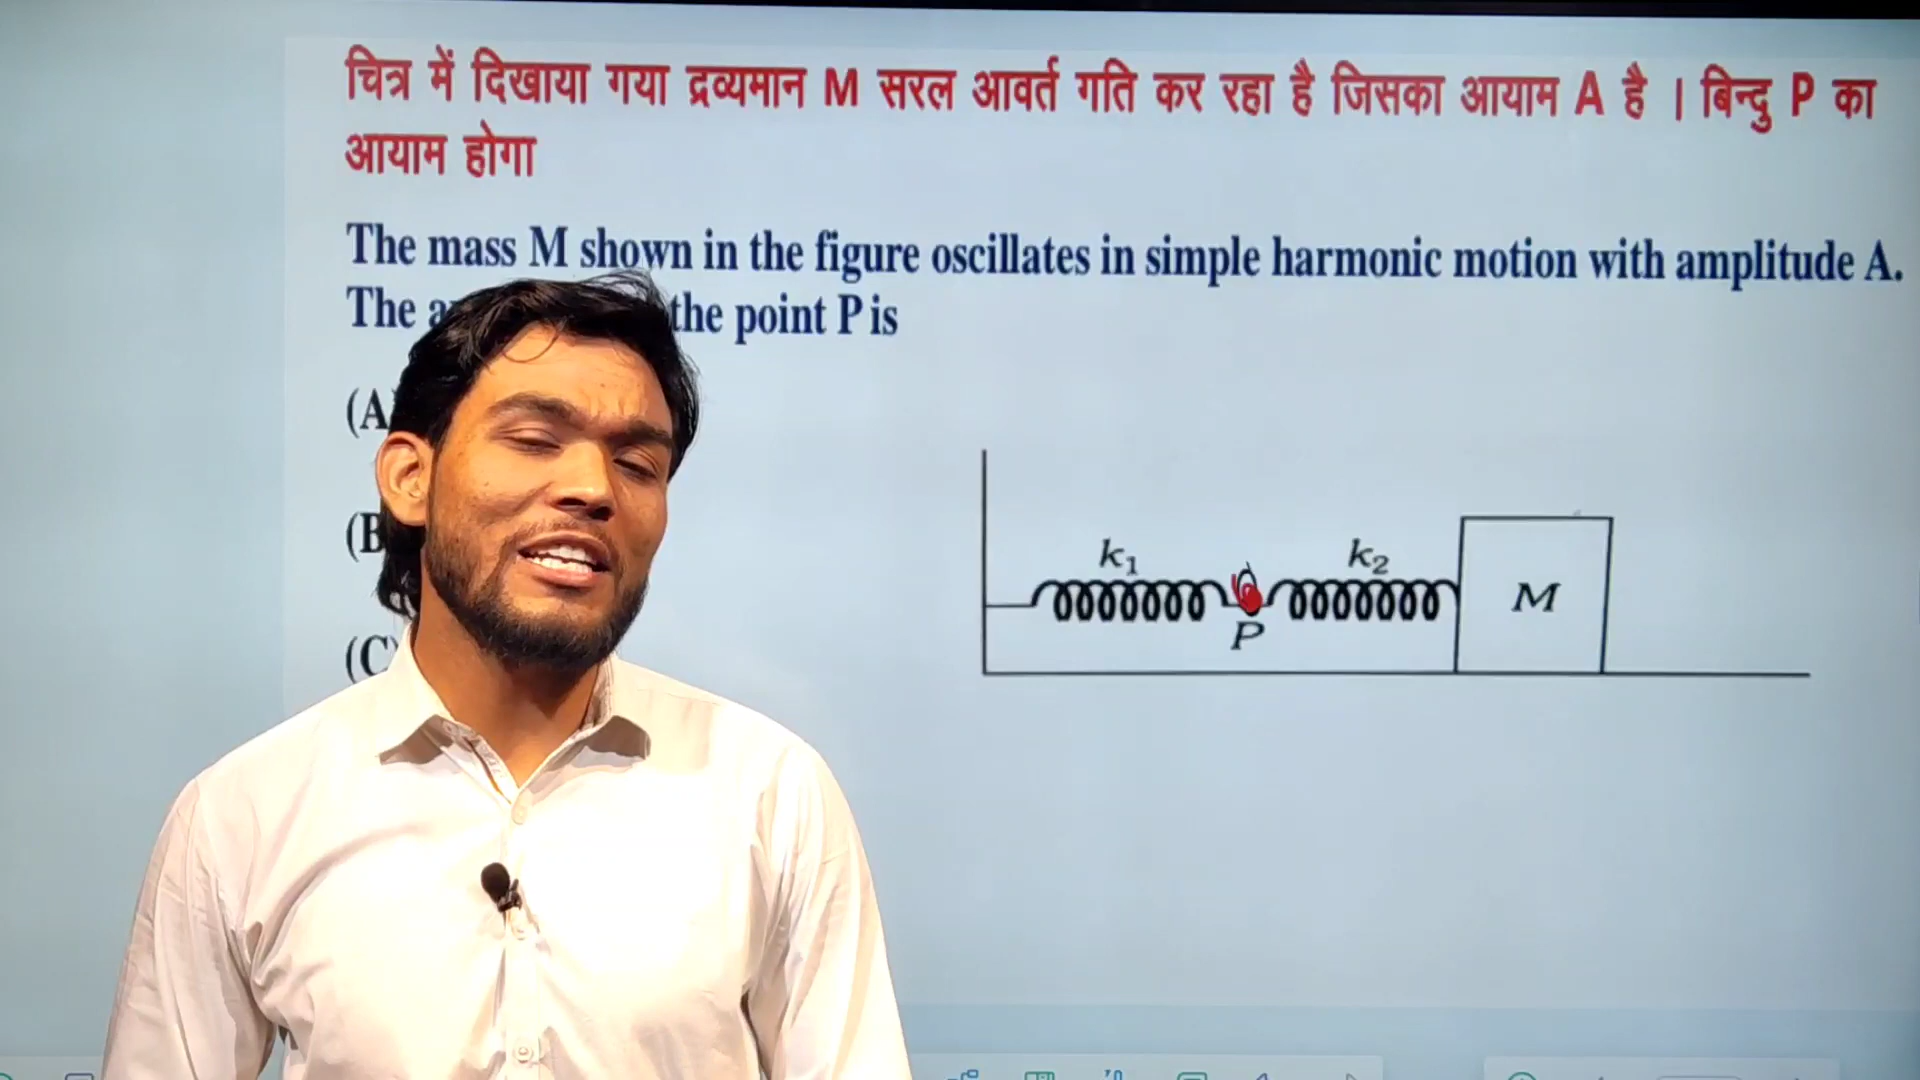 चित्र में दिखाया गया द्रव्यमान M सरल आवर्त गति कर रहा है जिसका आयाम A है । बिन्दु P का
आयाम होगा
The mass M shown in the figure oscillates in simple harmonic motion with amplitude A.
The the point P is
(A
(B
(C)
k₁
k₂
P
M